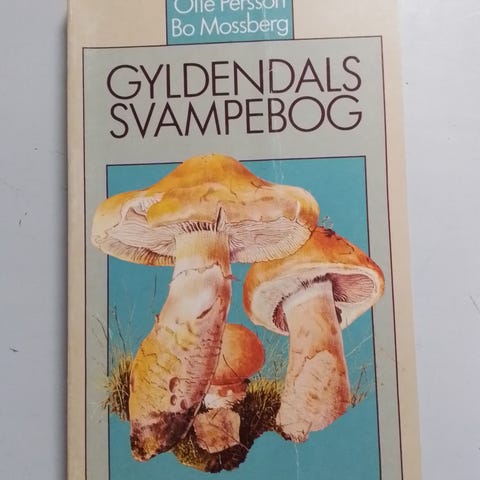 Olle Persson
Bo Mossberg
GYLDENDALS
SVAMPEBOG